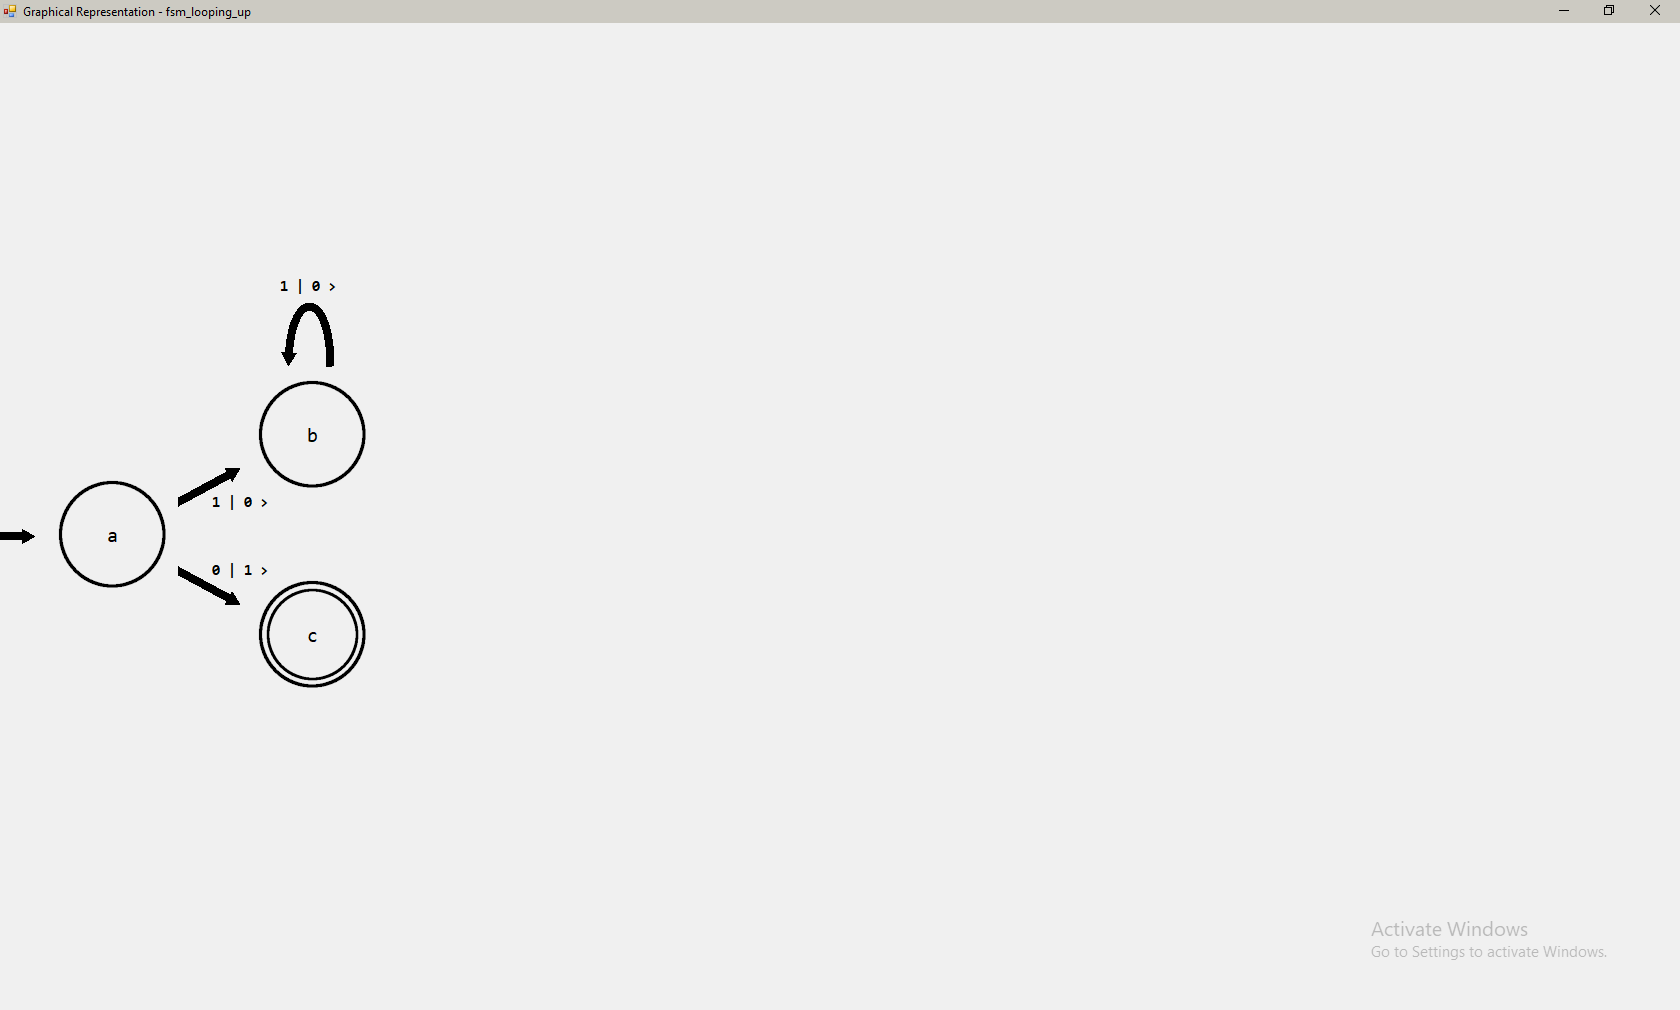 Graphical Representation - fsm_looping_up
1 | 0 >
b
1 | 0 >
a
0 | 1 >
c
Activate Windows
Go to Settings to activate Windows.